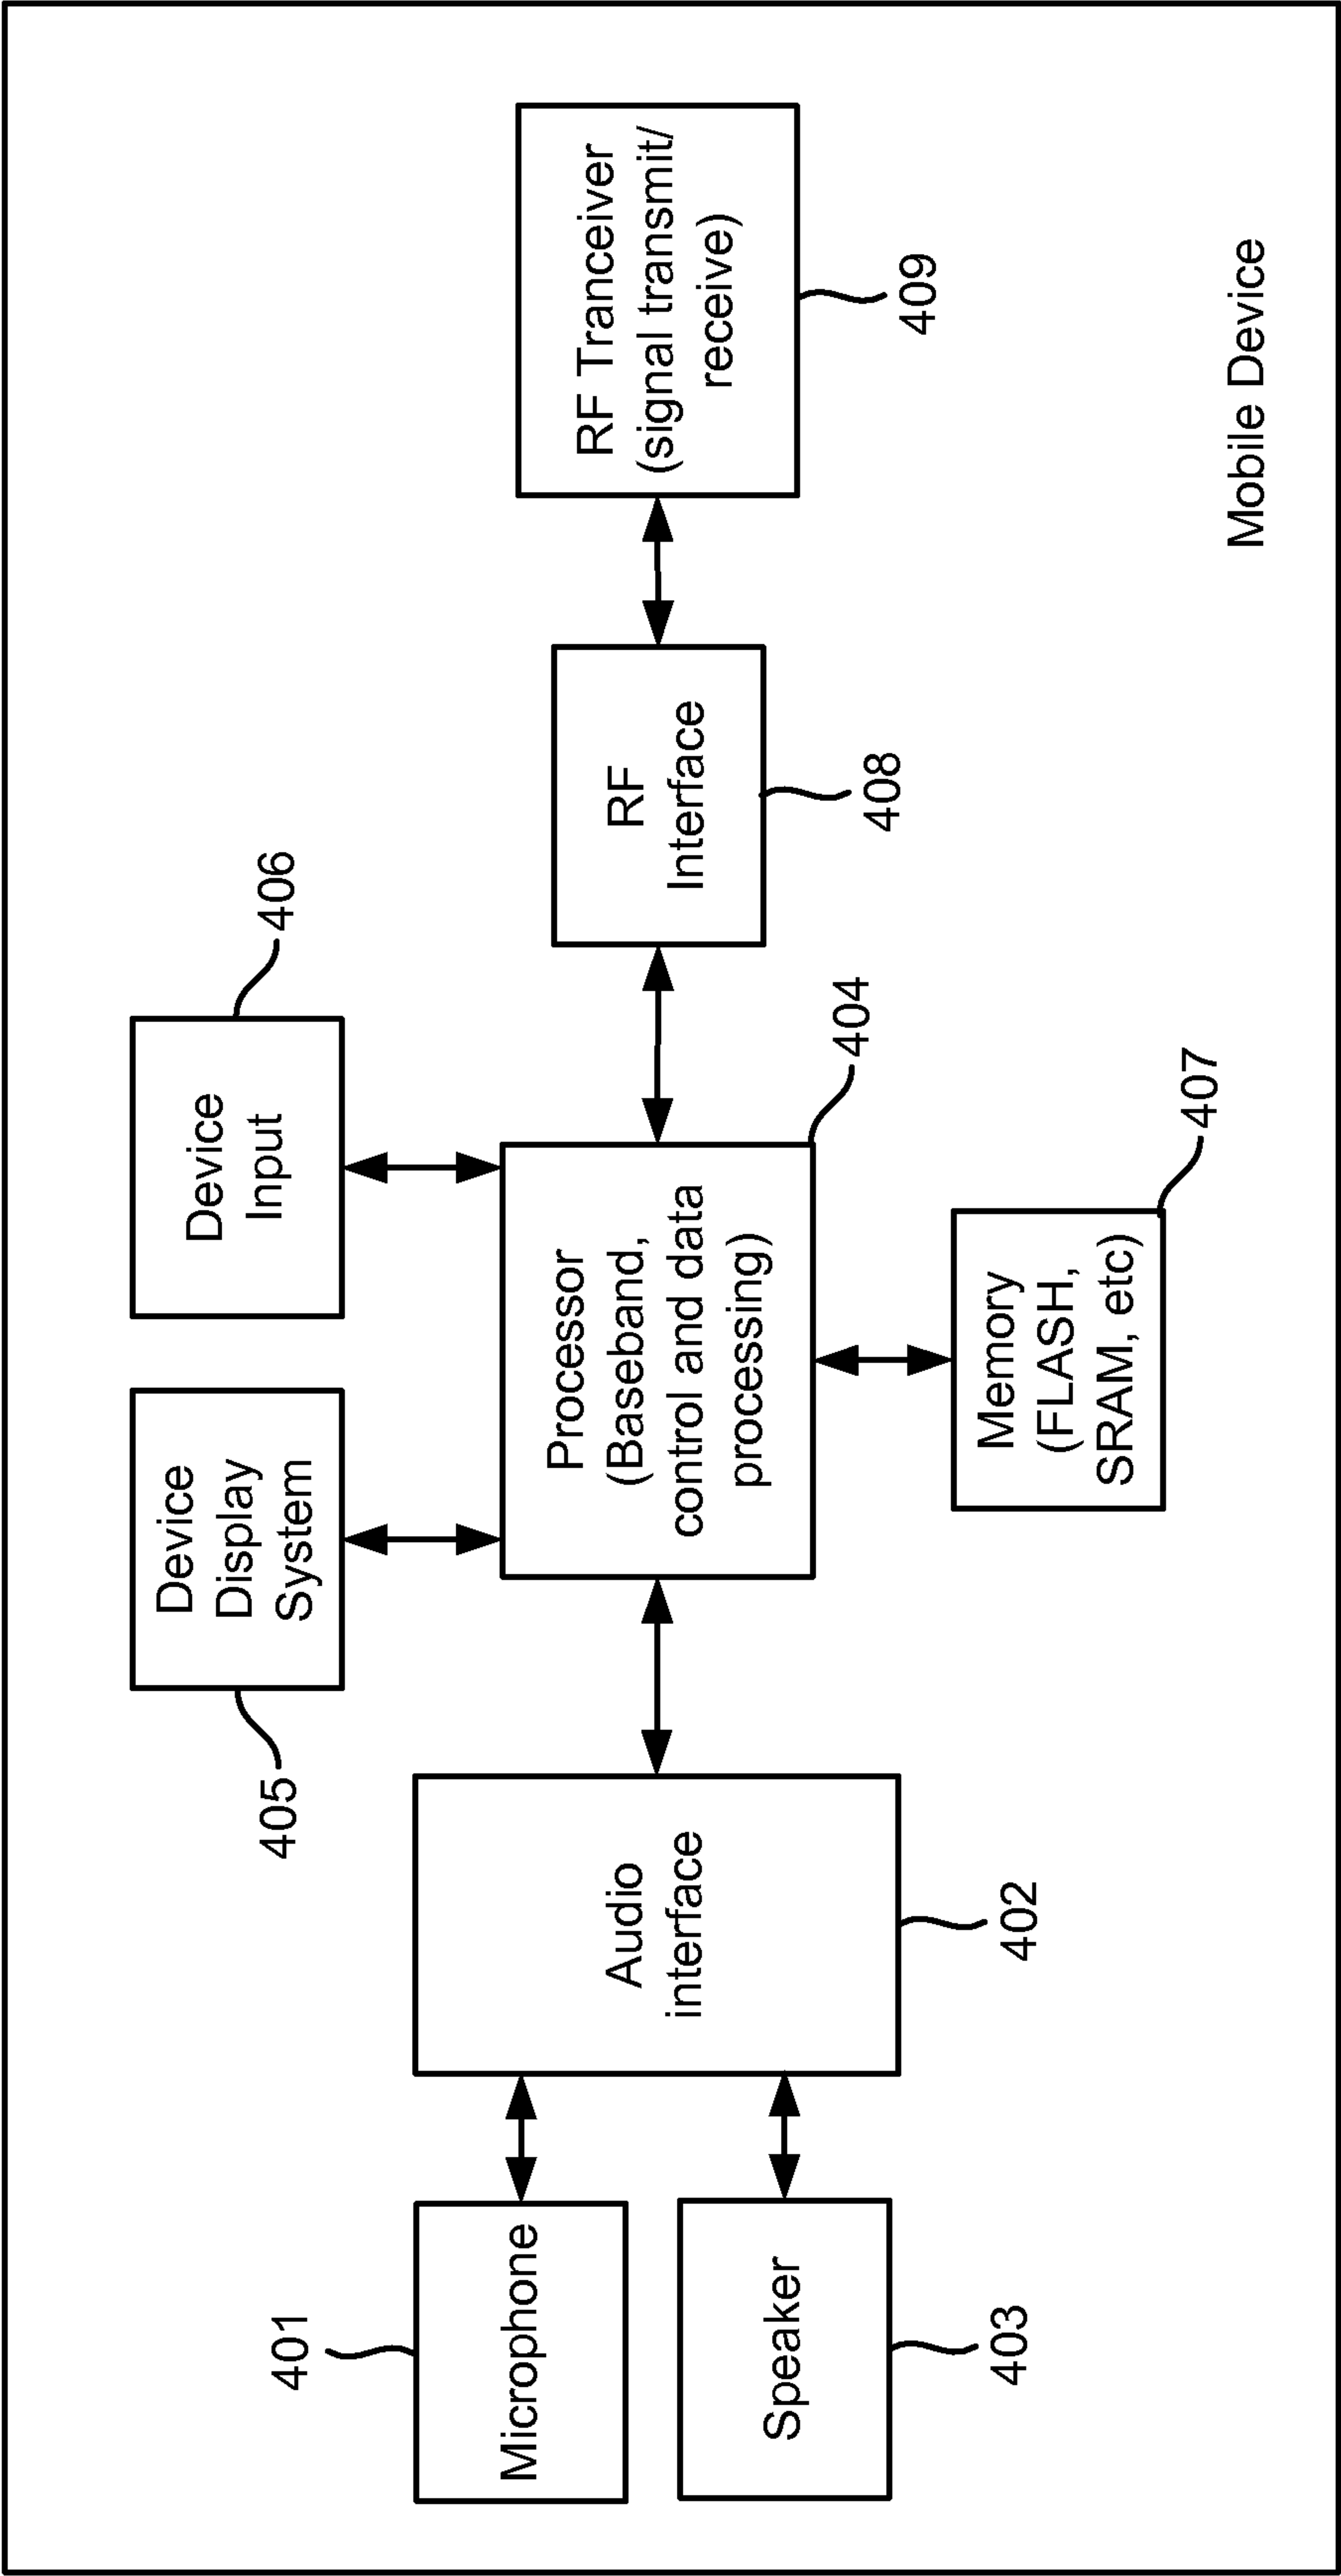 405
Device
Display
System
Device
Input
406
401
Microphone
Speaker
403
Audio
interface
402
Processor
(Baseband,
control and data
processing)
404
Memory
(FLASH,
SRAM, etc)
407
RF
Interface
408
RF Tranceiver
(signal transmit/
receive)
409
Mobile Device